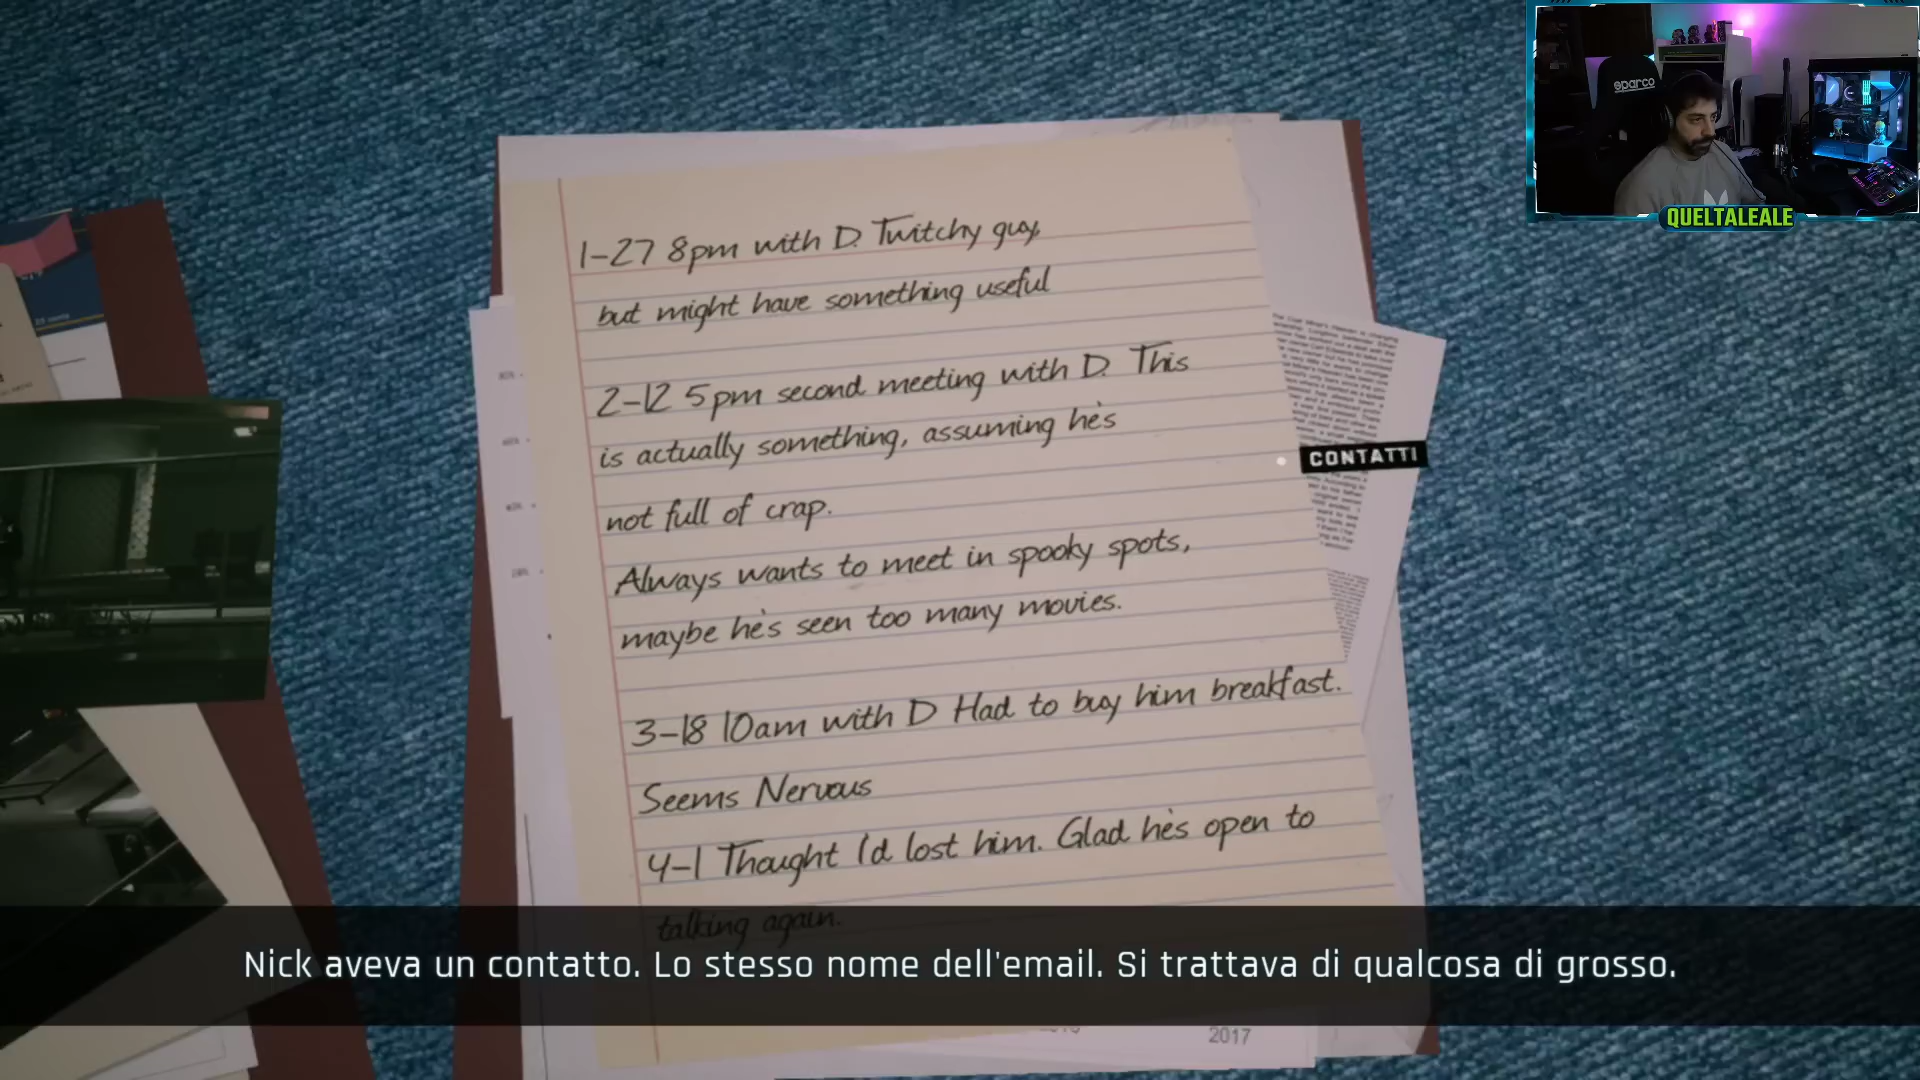 sparco
QUELTALEALE
1-27 8pm with D. Twitchy guy,
but might have something useful
2-12 5pm second meeting with D. This
is actually something, assuming he's
CONTATTI
not full of crap.
Always wants to meet in spooky spots,
maybe he's seen too many movies.
3-18 10am with D Had to buy him breakfast.
Seems Nervous
4-1 Thought I'd lost him. Glad he's open to
talking again.
Nick aveva un contatto. Lo stesso nome dell'email. Si trattava di qualcosa di grosso.
2017